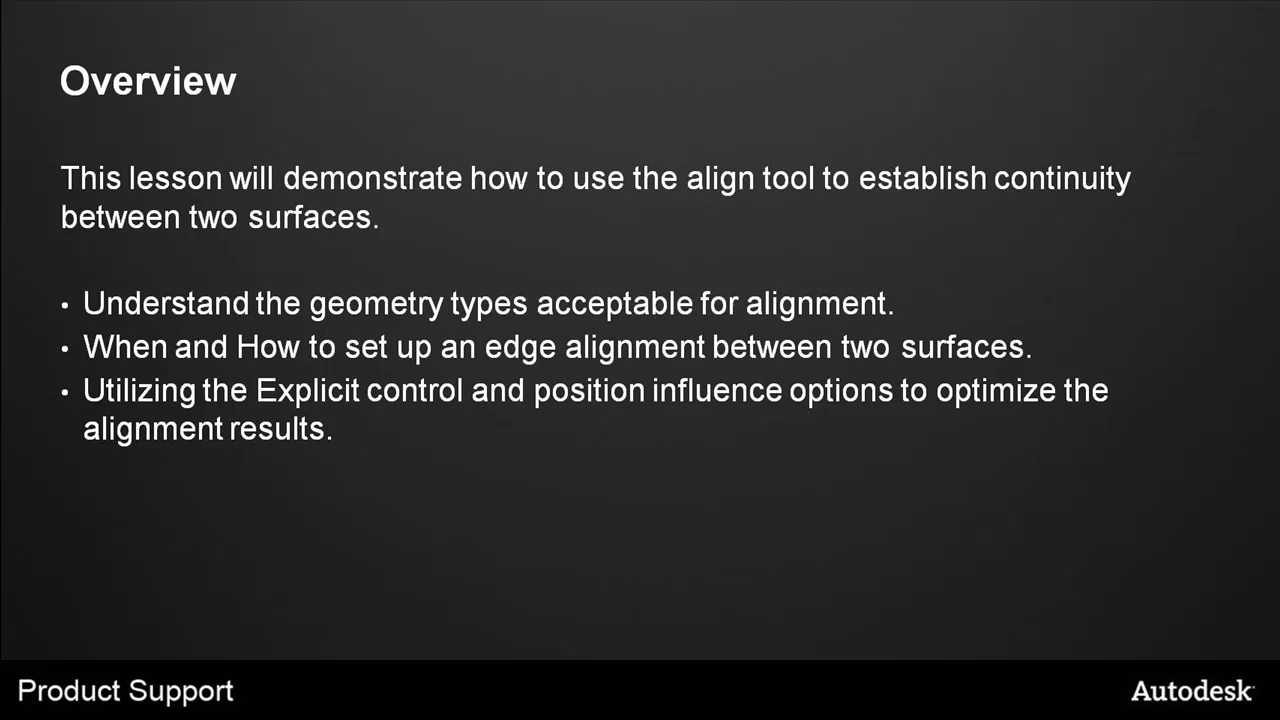 Overview
This lesson will demonstrate how to use the align tool to establish continuity
between two surfaces.
• Understand the geometry types acceptable for alignment.
• When and How to set up an edge alignment between two surfaces.
• Utilizing the Explicit control and position influence options to optimize the
alignment results.
Product Support
Autodesk